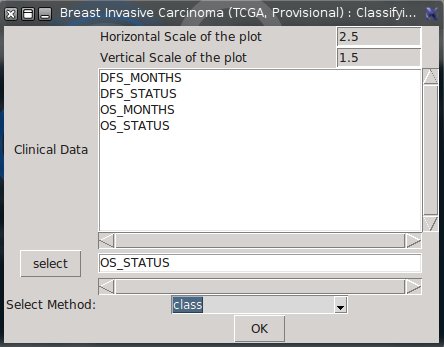 Breast Invasive Carcinoma (TCGA, Provisional) : Classifyi...
Horizontal Scale of the plot 2.5
Vertical Scale of the plot 1.5
DFS_MONTHS
DFS_STATUS
OS_MONTHS
OS_STATUS
Clinical Data
select OS_STATUS
Select Method: class
OK